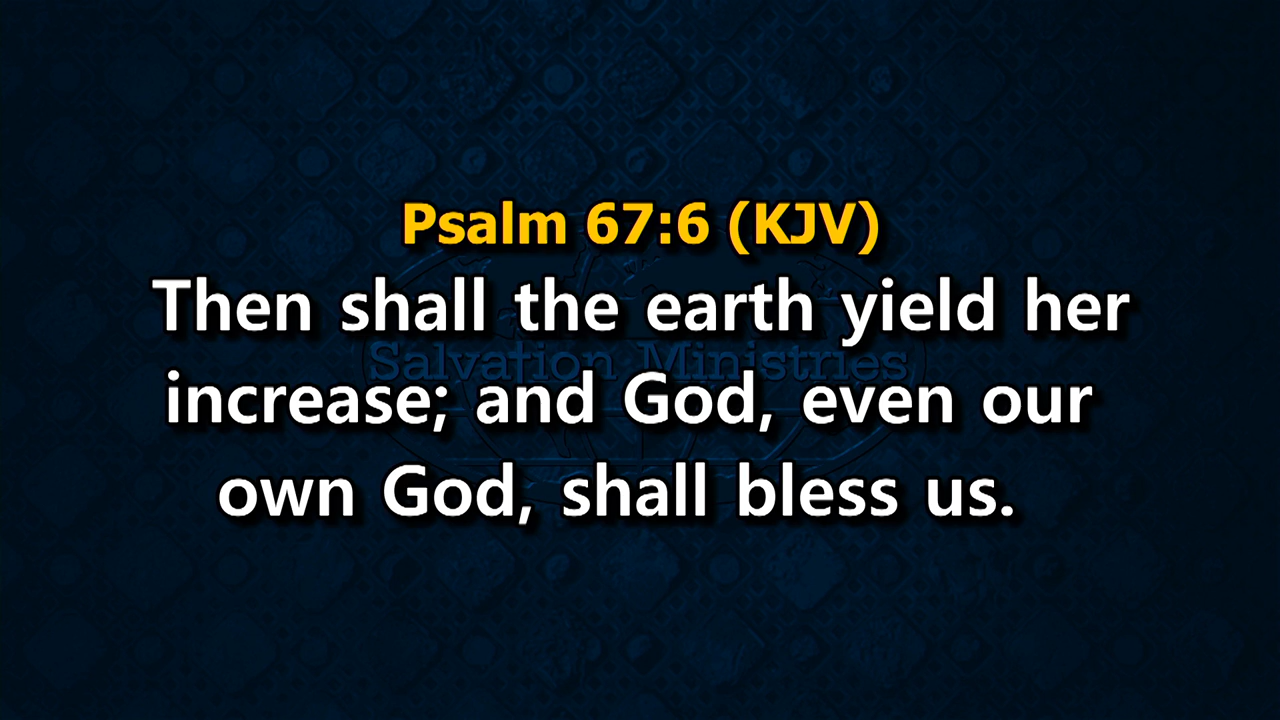 Psalm 67:6 (KJV)
Then shall the earth yield her
Salvation Ministries
increase; and God, even our
own God, shall bless us.